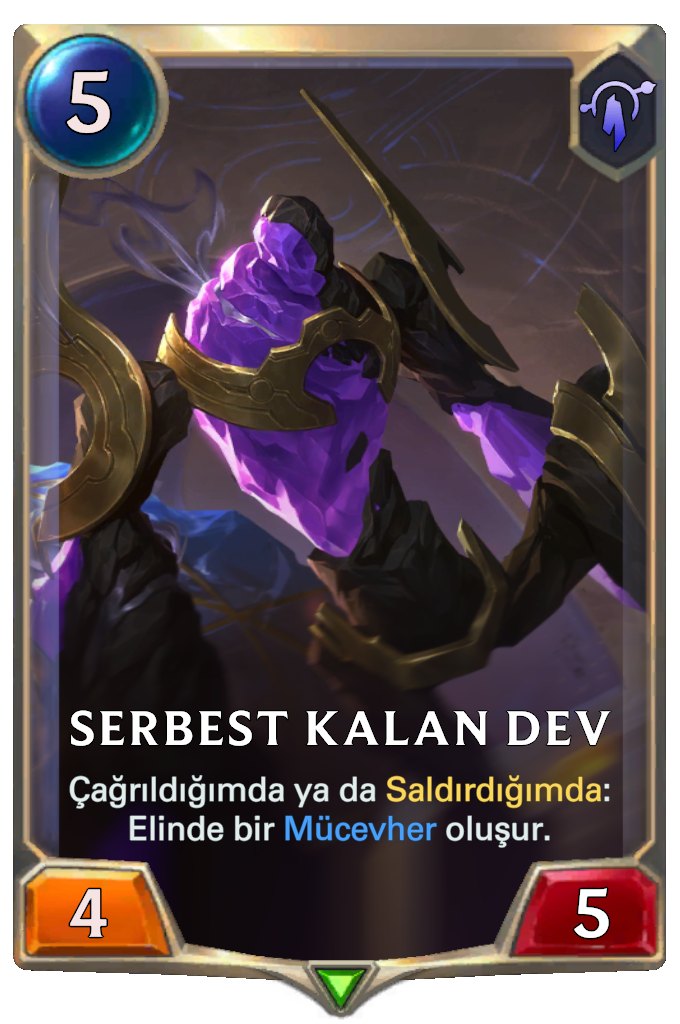 5
SERBEST KALAN DEV
Çağrıldığımda ya da Saldırdığımda:
Elinde bir Mücevher oluşur.
4
5